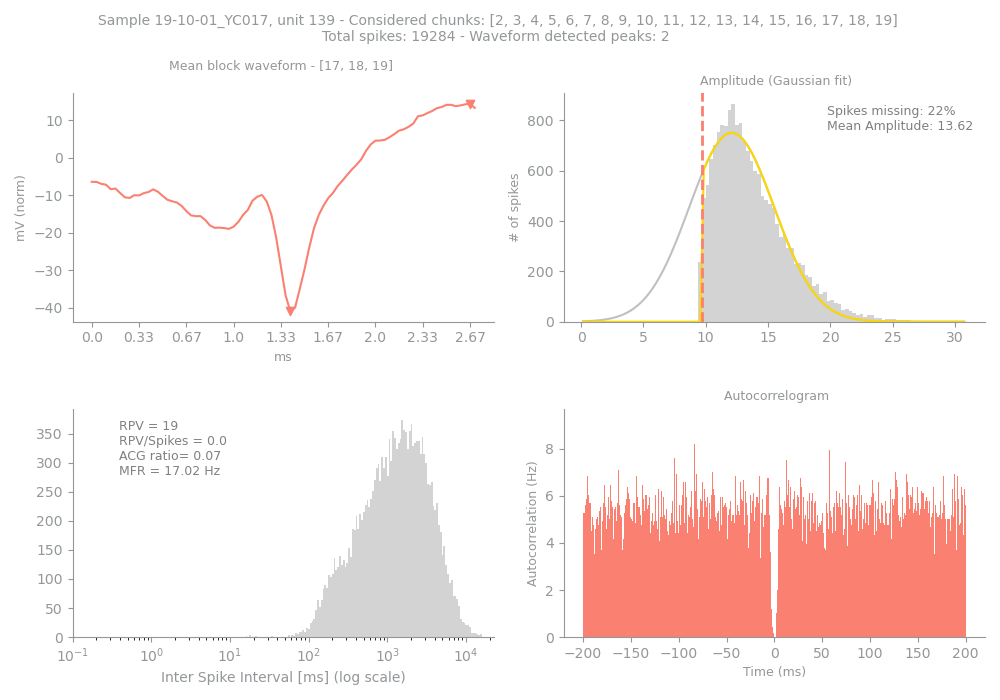 Sample 19-10-01_YC017, unit 139 - Considered chunks: [2, 3, 4, 5, 6, 7, 8, 9, 10, 11, 12, 13, 14, 15, 16, 17, 18, 19]
Total spikes: 19284 - Waveform detected peaks: 2
Mean block waveform - [17, 18, 19]
mV (norm)
10
0
−10
−20
−30
−40
0.0 0.33 0.67 1.0 1.33 1.67 2.0 2.33 2.67
ms
Amplitude (Gaussian fit)
Spikes missing: 22%
Mean Amplitude: 13.62
# of spikes
800
600
400
200
0
0 5 10 15 20 25 30
RPV = 19
RPV/Spikes = 0.0
ACG ratio= 0.07
MFR = 17.02 Hz
350
300
250
200
150
100
50
0
10⁻¹ 10⁰ 10¹ 10² 10³ 10⁴
Inter Spike Interval [ms] (log scale)
Autocorrelogram
Autocorrelation (Hz)
8
6
4
2
0
−200 −150 −100 −50 0 50 100 150 200
Time (ms)